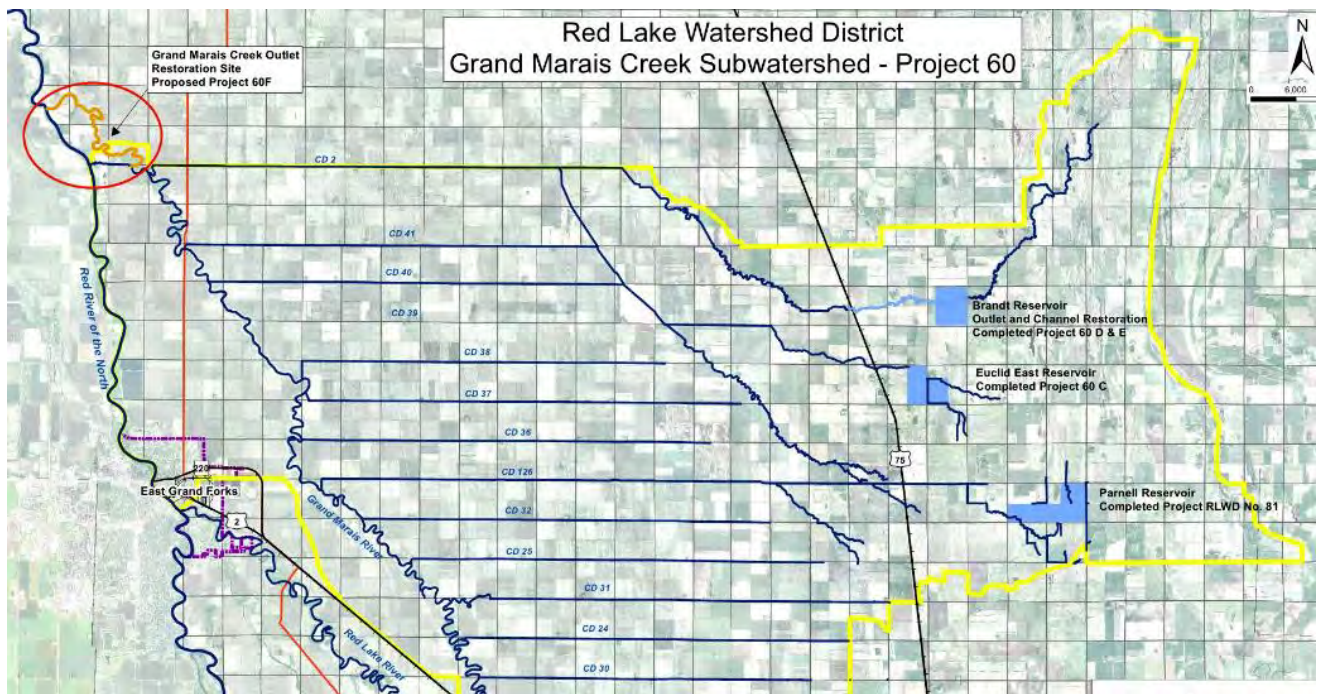 Red Lake Watershed District
Grand Marais Creek Subwatershed - Project 60
N
0 6,000
Grand Marais Creek Outlet
Restoration Site
Proposed Project 60F
CD 2
CD 41
CD 40
CD 39
CD 38
CD 37
CD 36
CD 126
CD 32
CD 25
CD 31
CD 24
CD 30
Red River of the North
Grand Marais River
Red Lake River
220
East Grand Forks
2
75
Brandt Reservoir
Outlet and Channel Restoration
Completed Project 60 D & E
Euclid East Reservoir
Completed Project 60 C
Parnell Reservoir
Completed Project RLWD No. 81